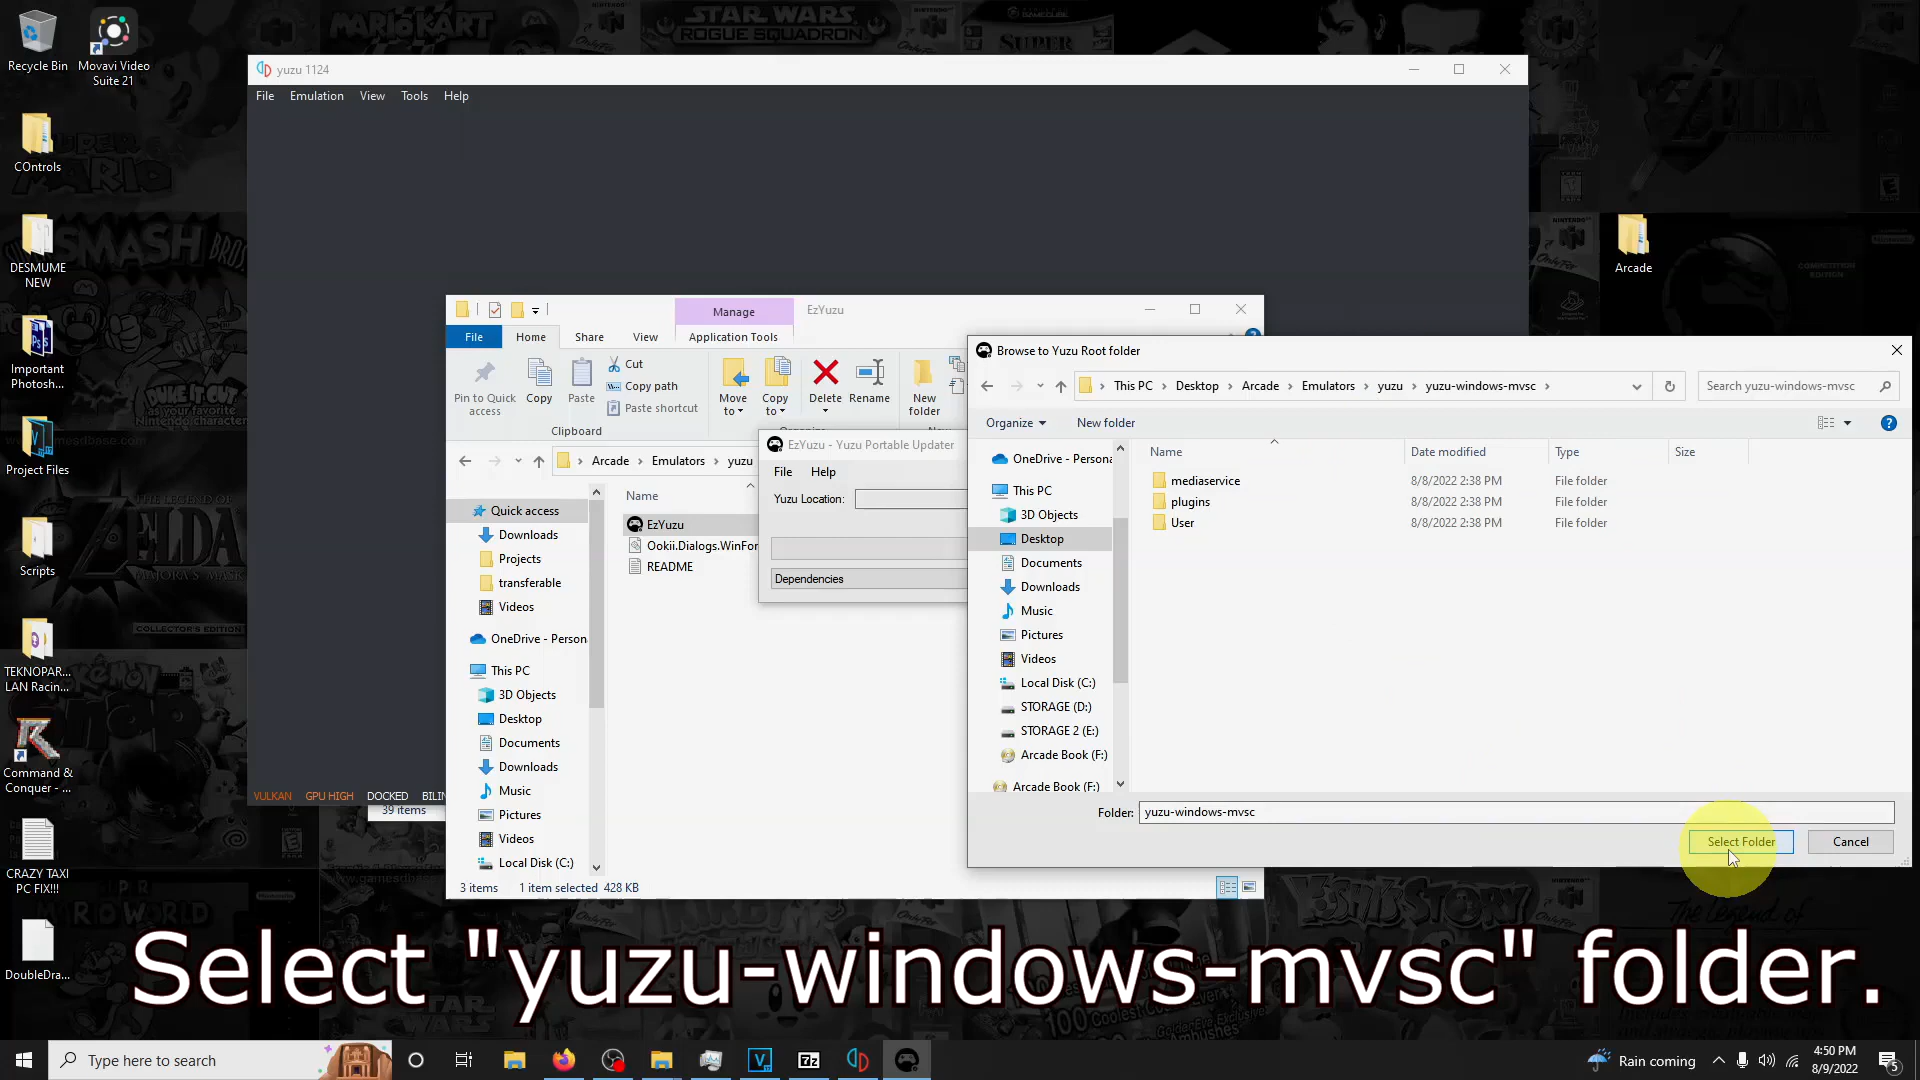 Recycle Bin
Movavi Video
Suite 21
COntrols
DESMUME
NEW
Important
Photosh...
Project Files
Scripts
TEKNOPAR...
LAN Racin...
Command &
Conquer - ...
CRAZY TAXI
PC FIX!!!
DoubleDra...
Arcade
yuzu 1124
File Emulation View Tools Help
VULKAN GPU HIGH DOCKED BILIN
39 items
Manage EzYuzu
File Home Share View Application Tools
Pin to Quick
access
Copy
Paste
Cut
Copy path
Paste shortcut
Clipboard
Move
to
Copy
to
Delete
Rename
New
folder
Arcade Emulators yuzu
Name
Quick access
Downloads
Projects
transferable
Videos
OneDrive - Person
This PC
3D Objects
Desktop
Documents
Downloads
Music
Pictures
Videos
Local Disk (C:)
EzYuzu
Ookii.Dialogs.WinFor
README
3 items 1 item selected 428 KB
EzYuzu - Yuzu Portable Updater
File Help
Yuzu Location:
Dependencies
Browse to Yuzu Root folder
This PC > Desktop > Arcade > Emulators > yuzu > yuzu-windows-mvsc >
Search yuzu-windows-mvsc
Organize New folder
Name Date modified Type Size
mediaservice 8/8/2022 2:38 PM File folder
plugins 8/8/2022 2:38 PM File folder
User 8/8/2022 2:38 PM File folder
OneDrive - Persona
This PC
3D Objects
Desktop
Documents
Downloads
Music
Pictures
Videos
Local Disk (C:)
STORAGE (D:)
STORAGE 2 (E:)
Arcade Book (F:)
Arcade Book (F:)
Folder: yuzu-windows-mvsc
Select Folder Cancel
Select "yuzu-windows-mvsc" folder.
Type here to search
Rain coming
4:50 PM
8/9/2022
5